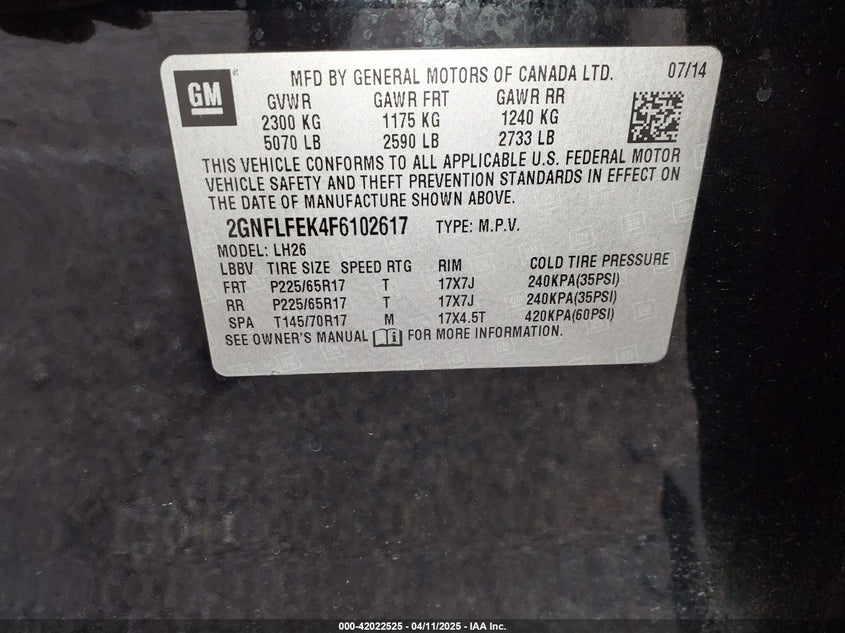 GM
MFD BY GENERAL MOTORS OF CANADA LTD. 07/14
GVWR GAWR FRT GAWR RR
2300 KG 1175 KG 1240 KG
5070 LB 2590 LB 2733 LB
THIS VEHICLE CONFORMS TO ALL APPLICABLE U.S. FEDERAL MOTOR
VEHICLE SAFETY AND THEFT PREVENTION STANDARDS IN EFFECT ON
THE DATE OF MANUFACTURE SHOWN ABOVE.
2GNFLFEK4F6102617 TYPE: M.P.V.
MODEL: LH26
LBBV TIRE SIZE SPEED RTG RIM COLD TIRE PRESSURE
FRT P225/65R17 T 17X7J 240KPA(35PSI)
RR P225/65R17 T 17X7J 240KPA(35PSI)
SPA T145/70R17 M 17X4.5T 420KPA(60PSI)
SEE OWNER'S MANUAL FOR MORE INFORMATION.
000-42022525 - 04/11/2025 - IAA Inc.